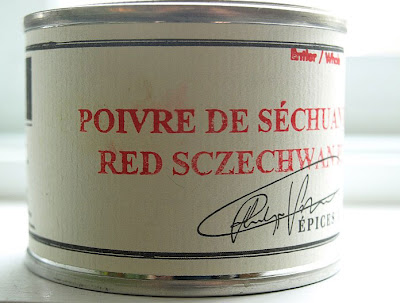 Entier / Whole
POIVRE DE SÉCHUAN
RED SCZECHWAN
ÉPICES